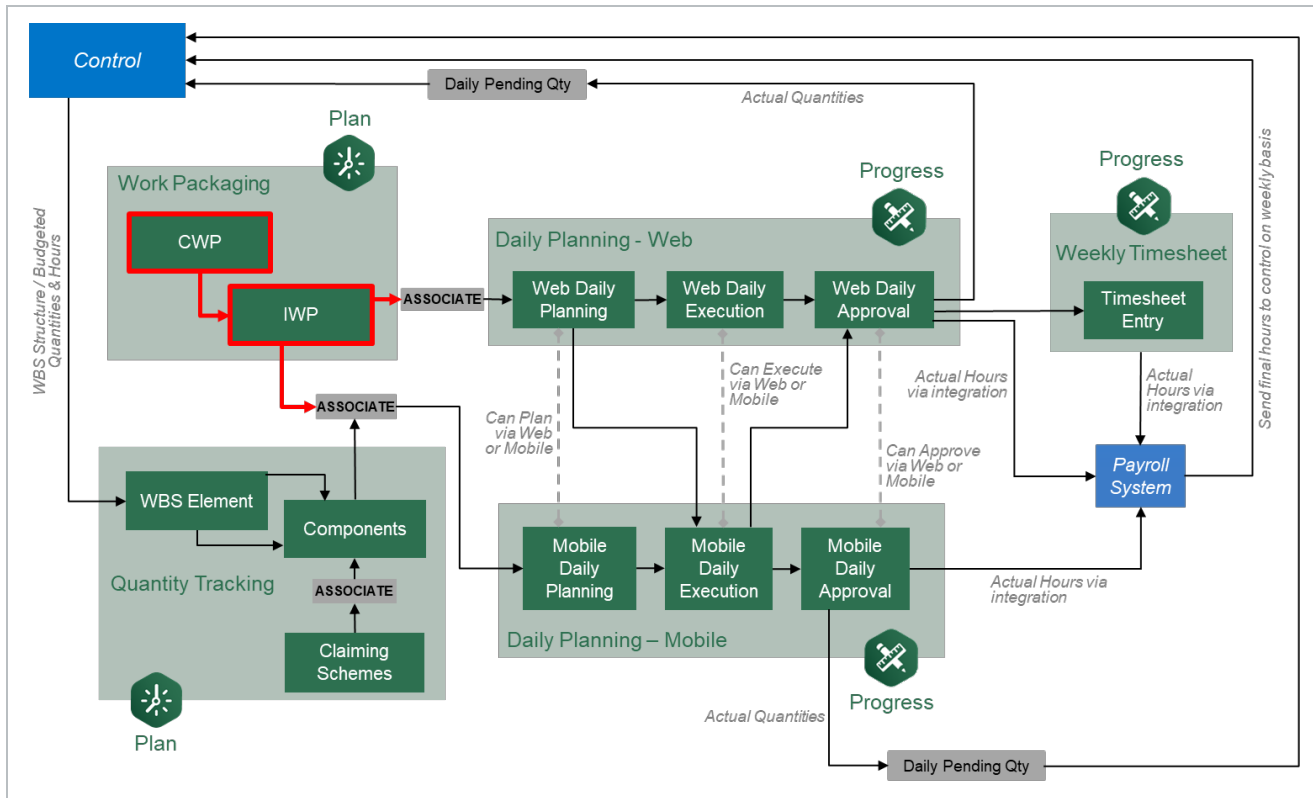 Control
Daily Pending Qty
Actual Quantities
Plan
Work Packaging
CWP
IWP
ASSOCIATE
WBS Structure / Budgeted
Quantities & Hours
Progress
Daily Planning - Web
Web Daily
Planning
Web Daily
Execution
Web Daily
Approval
Progress
Weekly Timesheet
Timesheet
Entry
Send final hours to control on weekly basis
Can Plan
via Web
or Mobile
Can Execute
via Web or
Mobile
Actual Hours
via integration
Can Approve
via Web or
Mobile
Actual
Hours via
integration
Payroll
System
ASSOCIATE
WBS Element
Components
Quantity Tracking
ASSOCIATE
Claiming
Schemes
Plan
Mobile
Daily
Planning
Mobile
Daily
Execution
Mobile
Daily
Approval
Daily Planning – Mobile
Actual Hours via
integration
Progress
Actual Quantities
Daily Pending Qty